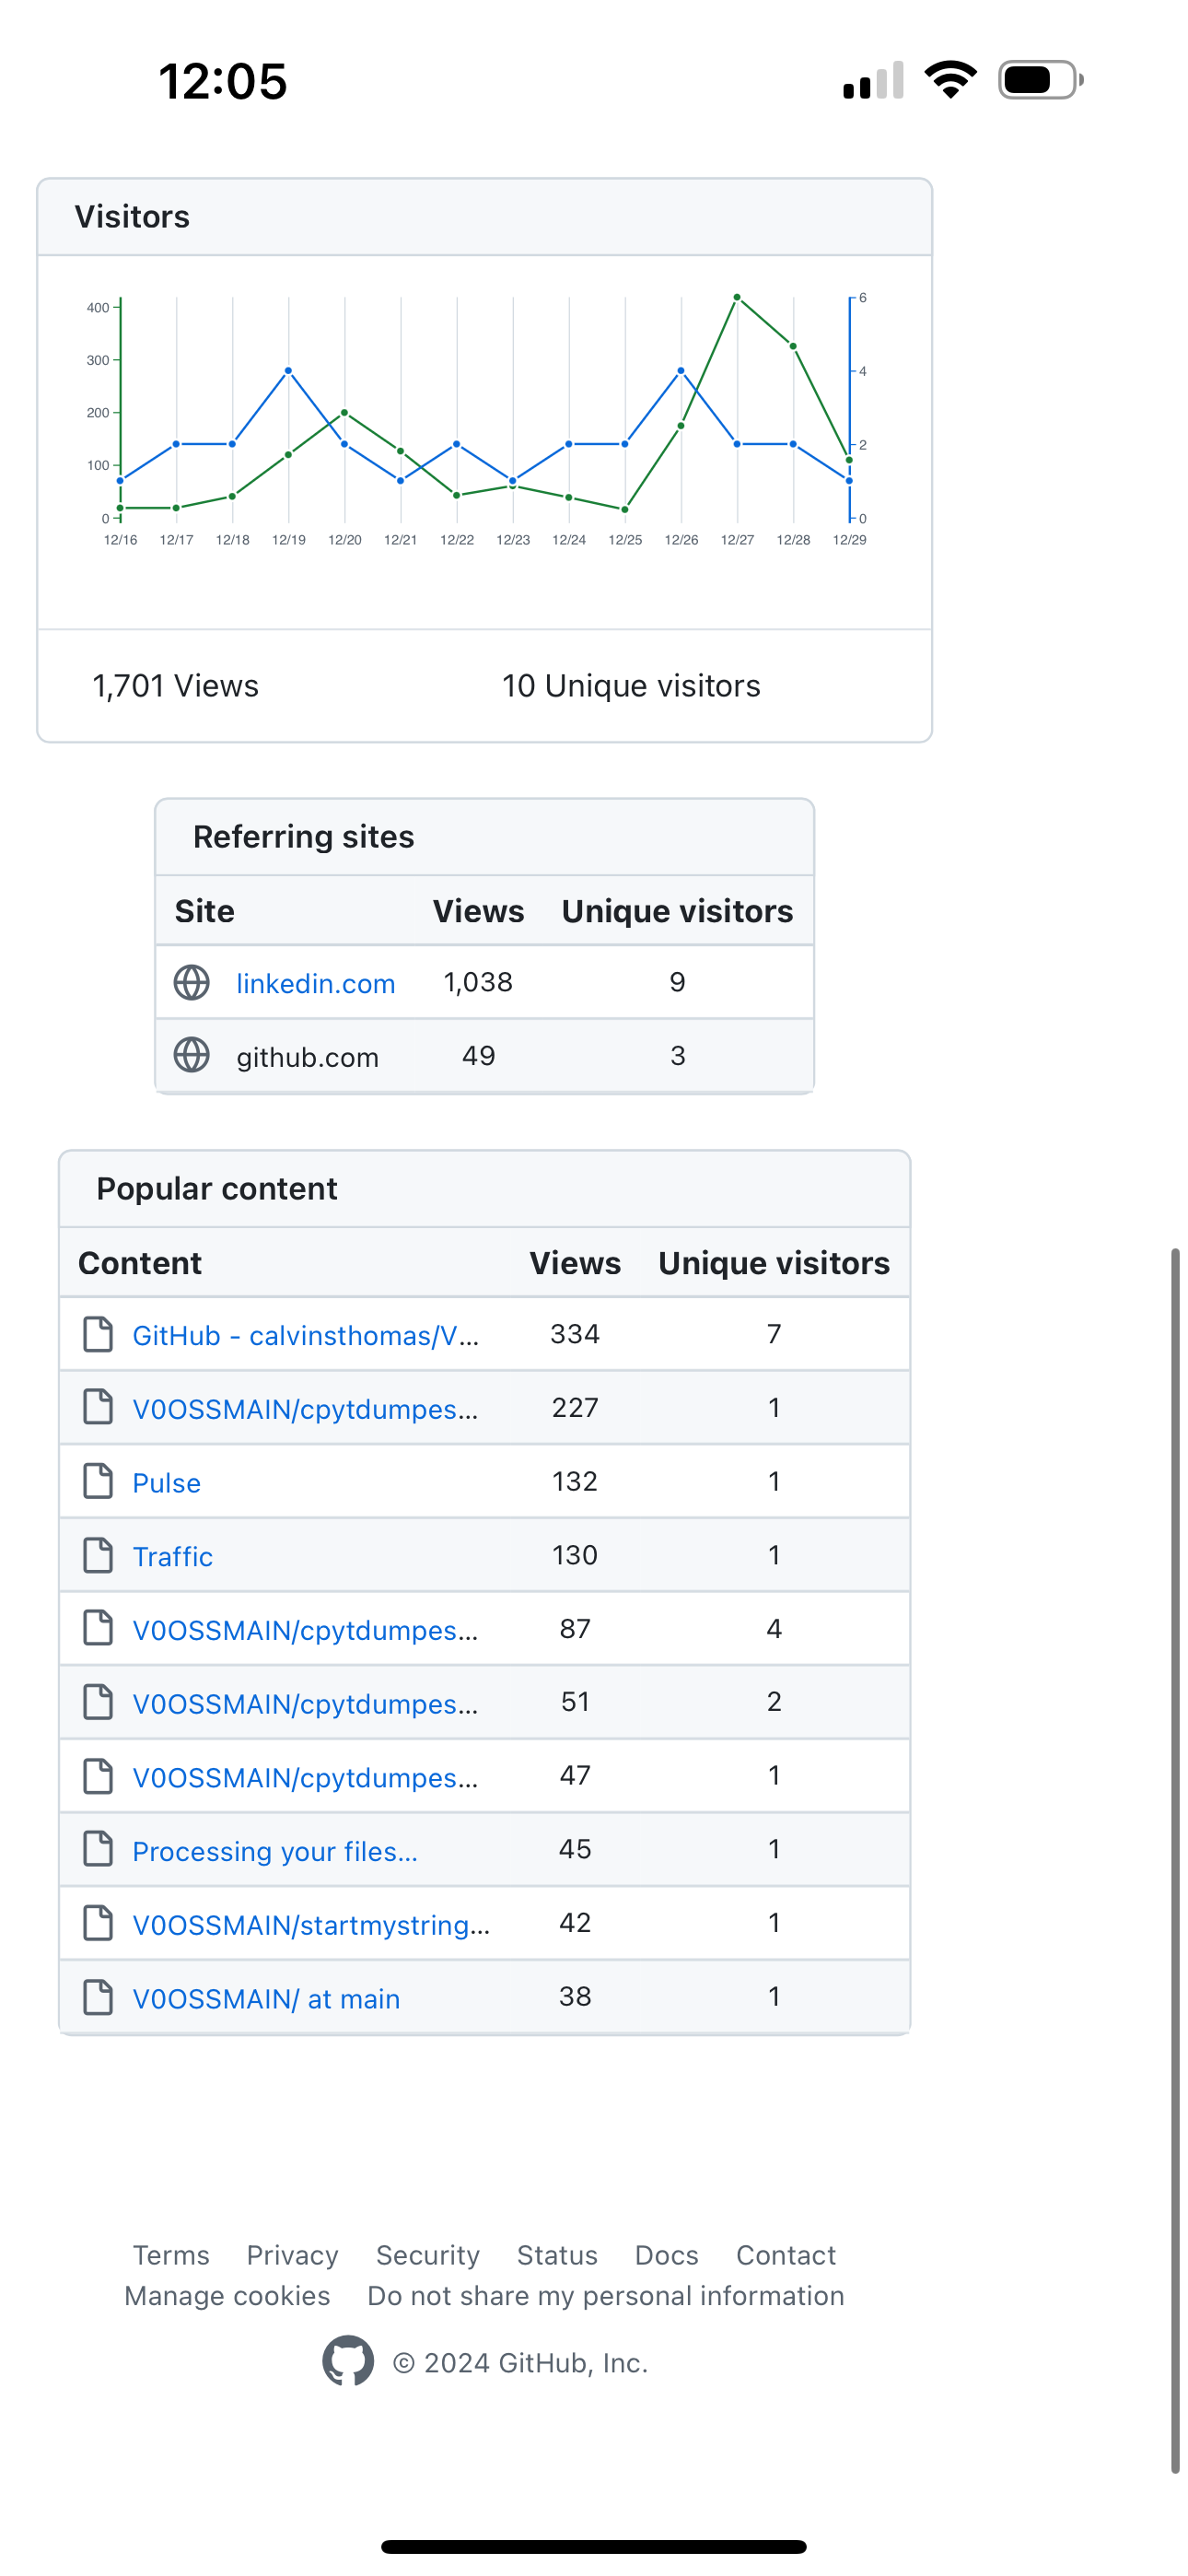 12:05
Visitors
400
300
200
100
0
6
4
2
0
12/16 12/17 12/18 12/19 12/20 12/21 12/22 12/23 12/24 12/25 12/26 12/27 12/28 12/29
1,701 Views 10 Unique visitors
Referring sites
Site Views Unique visitors
linkedin.com 1,038 9
github.com 49 3
Popular content
Content Views Unique visitors
GitHub - calvinsthomas/V... 334 7
V0OSSMAIN/cpytdumpes... 227 1
Pulse 132 1
Traffic 130 1
V0OSSMAIN/cpytdumpes... 87 4
V0OSSMAIN/cpytdumpes... 51 2
V0OSSMAIN/cpytdumpes... 47 1
Processing your files... 45 1
V0OSSMAIN/startmystring... 42 1
V0OSSMAIN/ at main 38 1
Terms Privacy Security Status Docs Contact
Manage cookies Do not share my personal information
© 2024 GitHub, Inc.